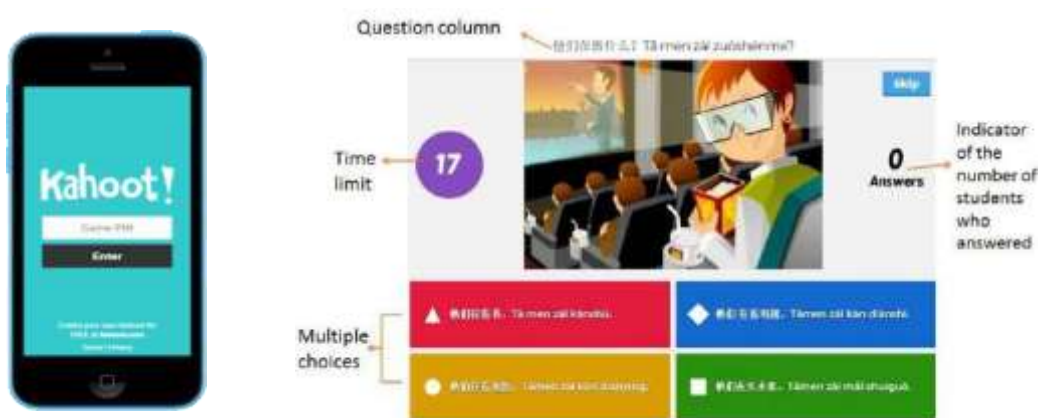 Kahoot!
Game PIN
Enter
Question column
Tā men zài zuòshénme?
Skip
Time
limit
17
0
Answers
Indicator
of the
number of
students
who
answered
Multiple
choices
Tā men zài kànshū.
Tāmen zài kàn diànshì.
Tāmen zài kàn diànyǐng.
Tāmen zài mǎi shuǐguǒ.